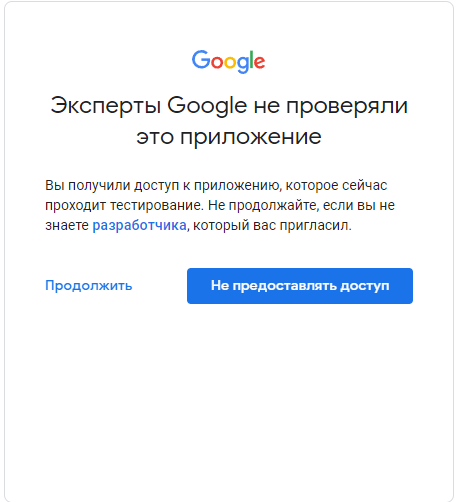 Google
Эксперты Google не проверяли
это приложение
Вы получили доступ к приложению, которое сейчас
проходит тестирование. Не продолжайте, если вы не
знаете разработчика, который вас пригласил.
Продолжить
Не предоставлять доступ